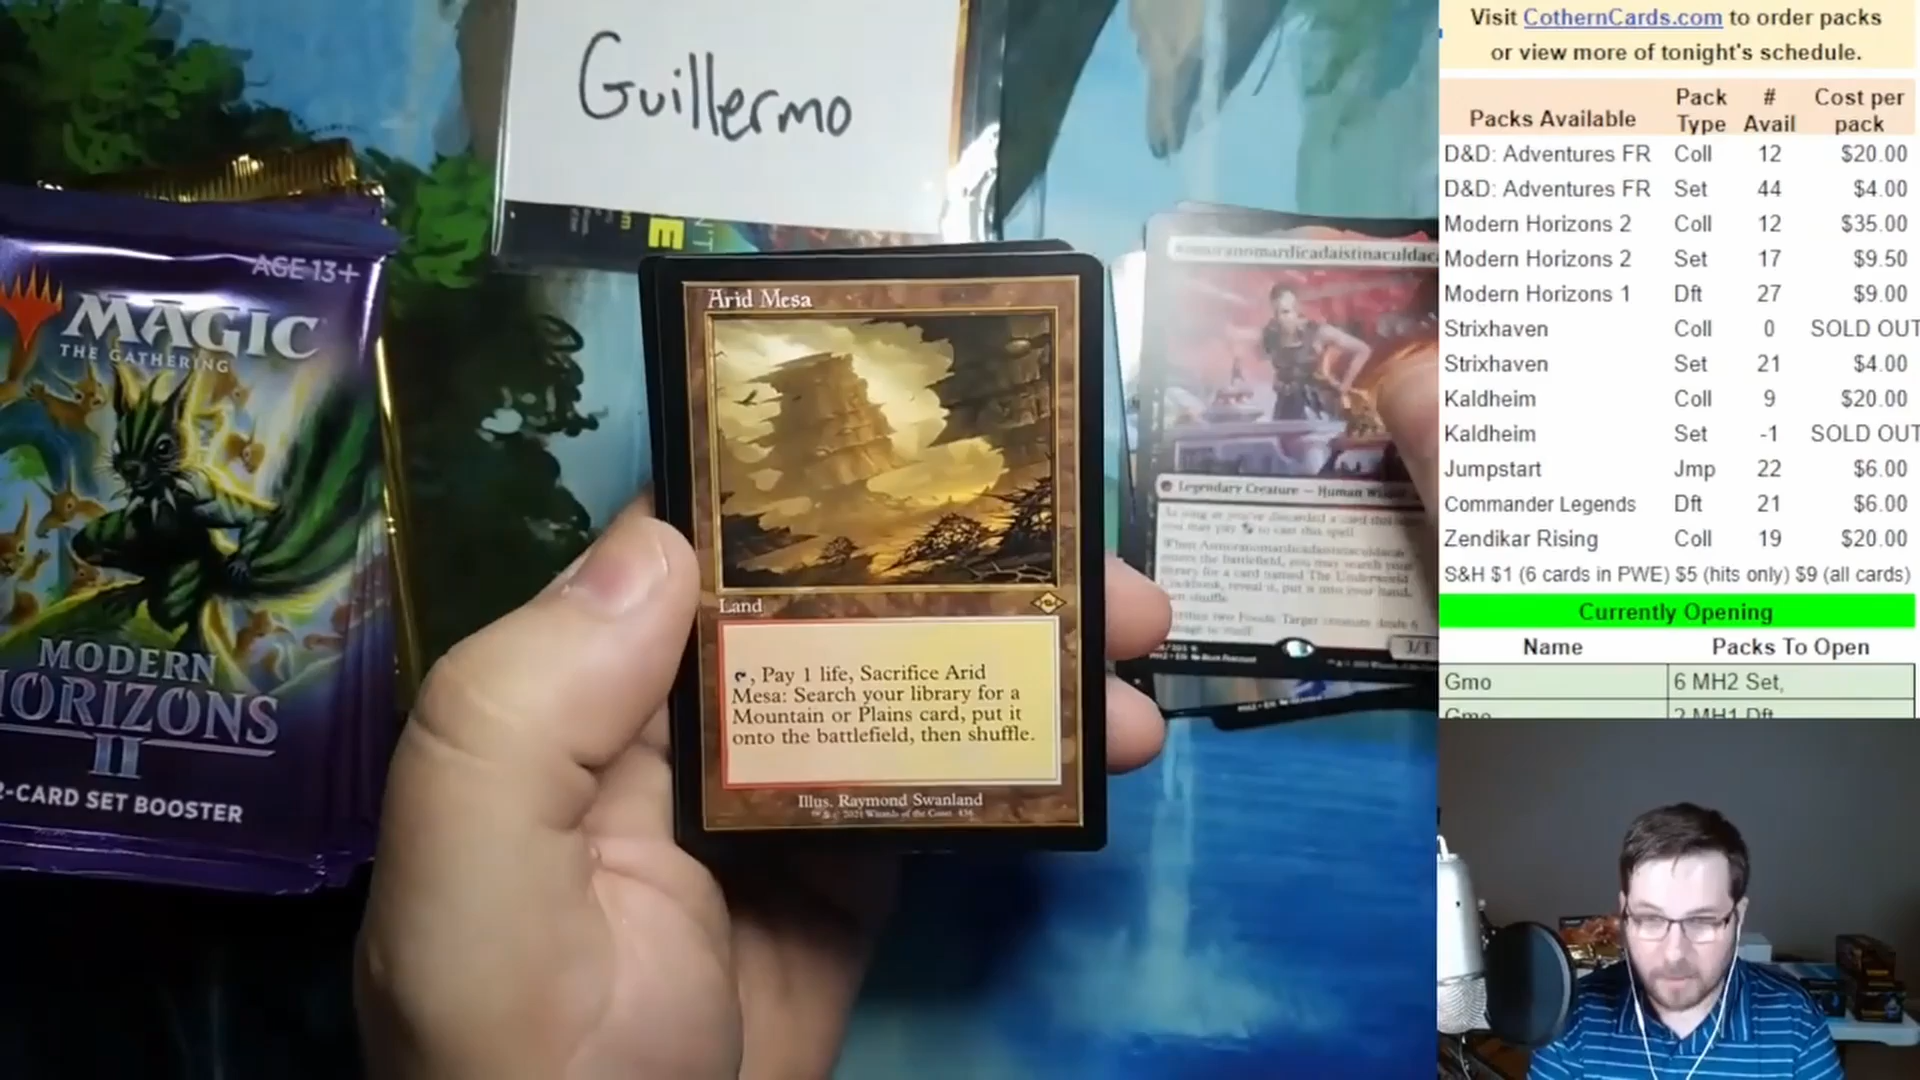 Guillermo
AGE 13+
MAGIC
THE GATHERING
MODERN
HORIZONS
II
-CARD SET BOOSTER
Arid Mesa
Land
, Pay 1 life, Sacrifice Arid
Mesa: Search your library for a
Mountain or Plains card, put it
onto the battlefield, then shuffle.
Illus. Raymond Swanland
Legendary Creature — Human
Visit CothernCards.com to order packs
or view more of tonight's schedule.
Packs Available Pack Type # Avail Cost per pack
D&D: Adventures FR Coll 12 $20.00
D&D: Adventures FR Set 44 $4.00
Modern Horizons 2 Coll 12 $35.00
Modern Horizons 2 Set 17 $9.50
Modern Horizons 1 Dft 27 $9.00
Strixhaven Coll 0 SOLD OUT
Strixhaven Set 21 $4.00
Kaldheim Coll 9 $20.00
Kaldheim Set -1 SOLD OUT
Jumpstart Jmp 22 $6.00
Commander Legends Dft 21 $6.00
Zendikar Rising Coll 19 $20.00
S&H $1 (6 cards in PWE) $5 (hits only) $9 (all cards)
Currently Opening
Name Packs To Open
Gmo 6 MH2 Set,
Gmo 2 MH1 Dft